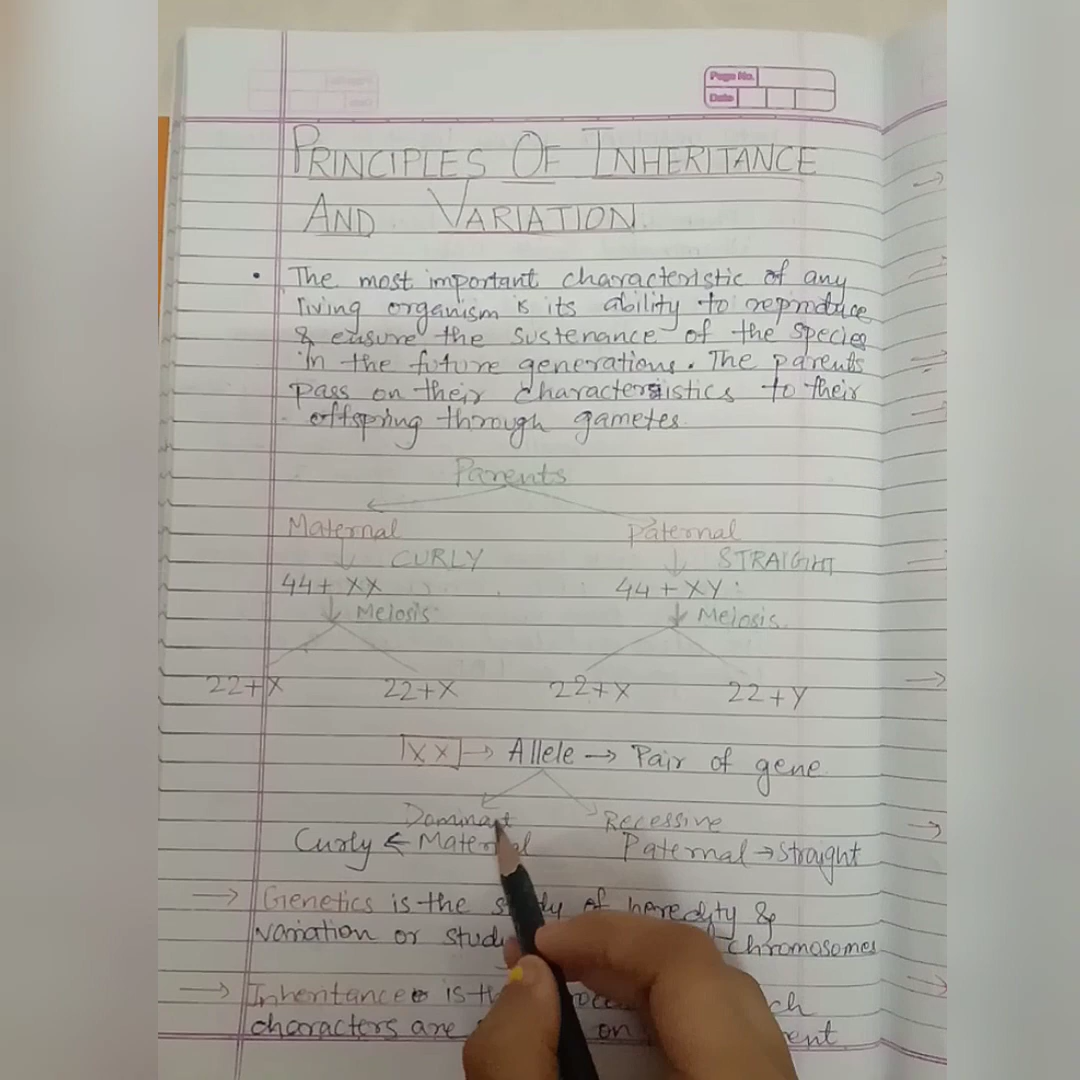 Page No.
Date
PRINCIPLES OF INHERITANCE
AND VARIATION.
• The most important characteristic of any
living organism is its ability to reproduce
& ensure the sustenance of the species
in the future generations. The parents
pass on their characteristics to their
offspring through gametes.
Parents
Maternal Paternal
↓ CURLY ↓ STRAIGHT
44+XX 44+XY
↓ Meiosis ↓ Meiosis
22+X 22+X 22+X 22+Y
XX → Allele → Pair of gene
Dominant Recessive
Curly ← Maternal Paternal → Straight
→ Genetics is the study of heredity &
variation or study chromosomes
→ Inheritance is
characters are on